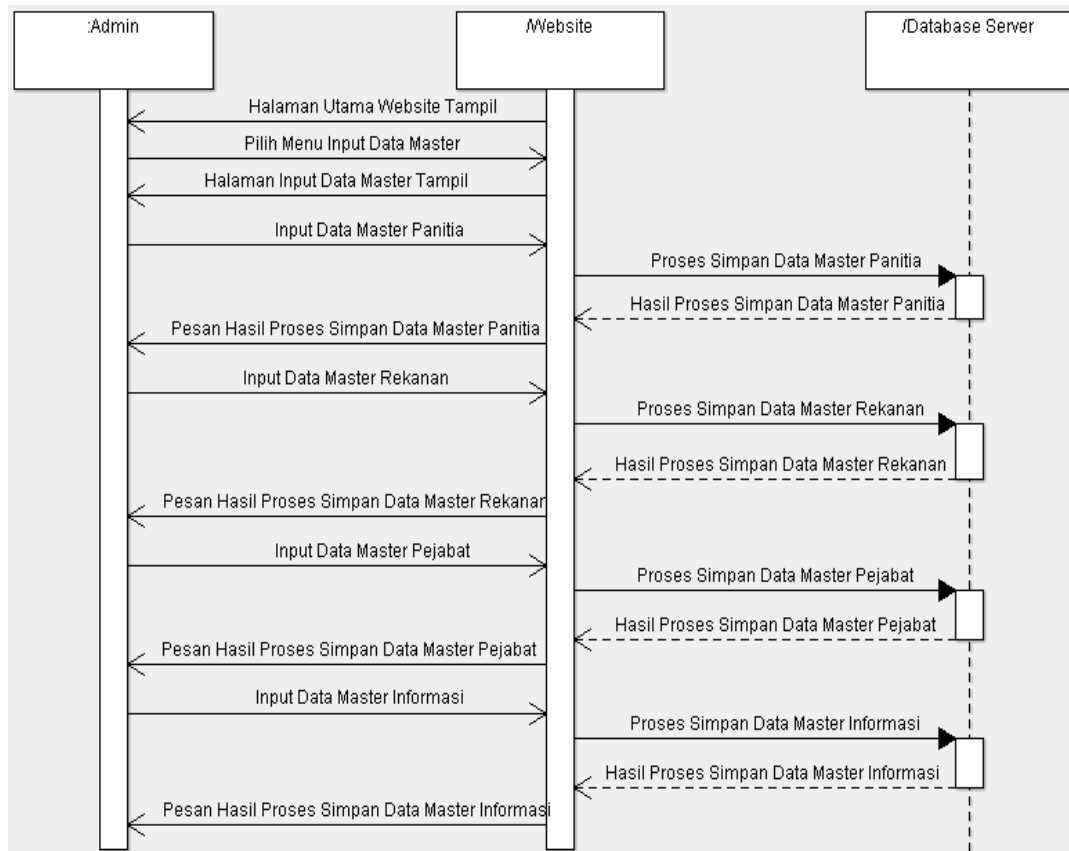 :Admin
/Website
/Database Server
Halaman Utama Website Tampil
Pilih Menu Input Data Master
Halaman Input Data Master Tampil
Input Data Master Panitia
Proses Simpan Data Master Panitia
Hasil Proses Simpan Data Master Panitia
Pesan Hasil Proses Simpan Data Master Panitia
Input Data Master Rekanan
Proses Simpan Data Master Rekanan
Hasil Proses Simpan Data Master Rekanan
Pesan Hasil Proses Simpan Data Master Rekanan
Input Data Master Pejabat
Proses Simpan Data Master Pejabat
Hasil Proses Simpan Data Master Pejabat
Pesan Hasil Proses Simpan Data Master Pejabat
Input Data Master Informasi
Proses Simpan Data Master Informasi
Hasil Proses Simpan Data Master Informasi
Pesan Hasil Proses Simpan Data Master Informasi